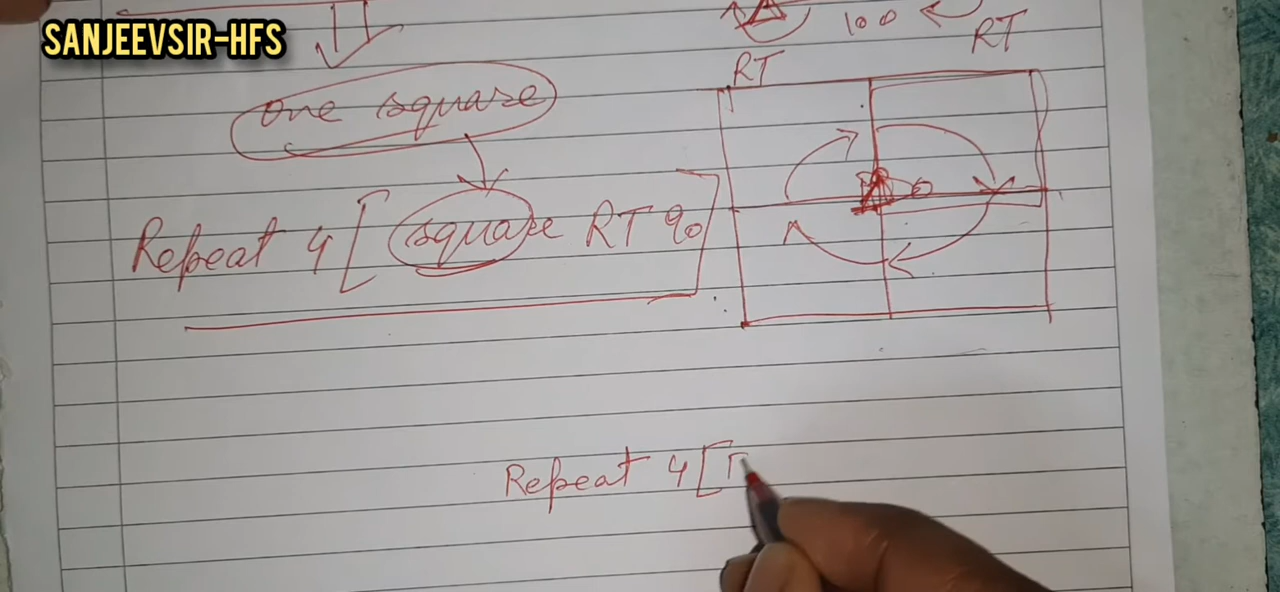 SANJEEVSIR-HFS
100
RT
RT
one square
Repeat 4 [square RT 90]
Repeat 4 [